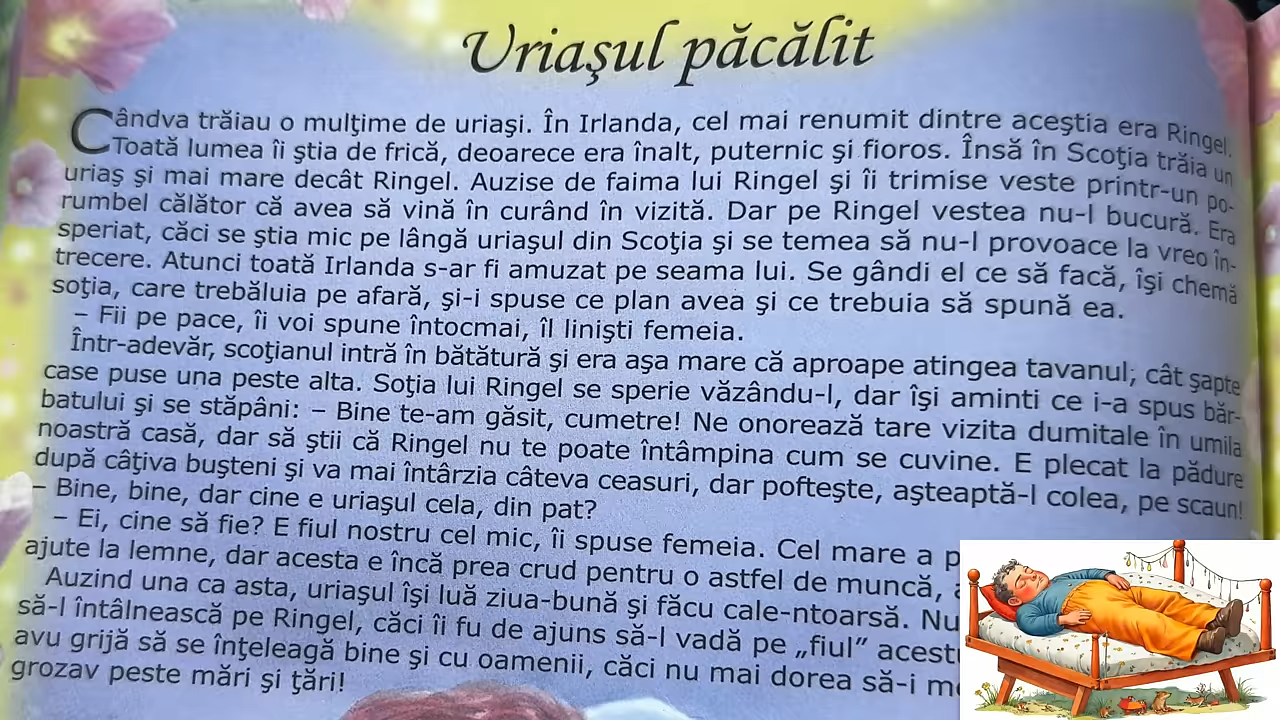 Uriaşul păcălit
Cândva trăiau o mulţime de uriaşi. În Irlanda, cel mai renumit dintre aceştia era Ringel.
Toată lumea îi ştia de frică, deoarece era înalt, puternic şi fioros. Însă în Scoţia trăia un
uriaş şi mai mare decât Ringel. Auzise de faima lui Ringel şi îi trimise veste printr-un po-
rumbel călător că avea să vină în curând în vizită. Dar pe Ringel vestea nu-l bucură. Era
speriat, căci se ştia mic pe lângă uriaşul din Scoţia şi se temea să nu-l provoace la vreo în-
trecere. Atunci toată Irlanda s-ar fi amuzat pe seama lui. Se gândi el ce să facă, îşi chemă
soţia, care trebăluia pe afară, şi-i spuse ce plan avea şi ce trebuia să spună ea.
– Fii pe pace, îi voi spune întocmai, îl linişti femeia.
Într-adevăr, scoţianul intră în bătătură şi era aşa mare că aproape atingea tavanul; cât şapte
case puse una peste alta. Soţia lui Ringel se sperie văzându-l, dar îşi aminti ce i-a spus băr-
batului şi se stăpâni: – Bine te-am găsit, cumetre! Ne onorează tare vizita dumitale în umila
noastră casă, dar să ştii că Ringel nu te poate întâmpina cum se cuvine. E plecat la pădure
după câţiva buşteni şi va mai întârzia câteva ceasuri, dar pofteşte, aşteaptă-l colea, pe scaun!
– Bine, bine, dar cine e uriaşul cela, din pat?
– Ei, cine să fie? E fiul nostru cel mic, îi spuse femeia. Cel mare a
ajute la lemne, dar acesta e încă prea crud pentru o astfel de muncă,
Auzind una ca asta, uriaşul îşi luă ziua-bună şi făcu cale-ntoarsă. Nu
să-l întâlnească pe Ringel, căci îi fu de ajuns să-l vadă pe „fiul”
avu grijă să se înţeleagă bine şi cu oamenii, căci nu mai dorea să-i
grozav peste mări şi ţări!